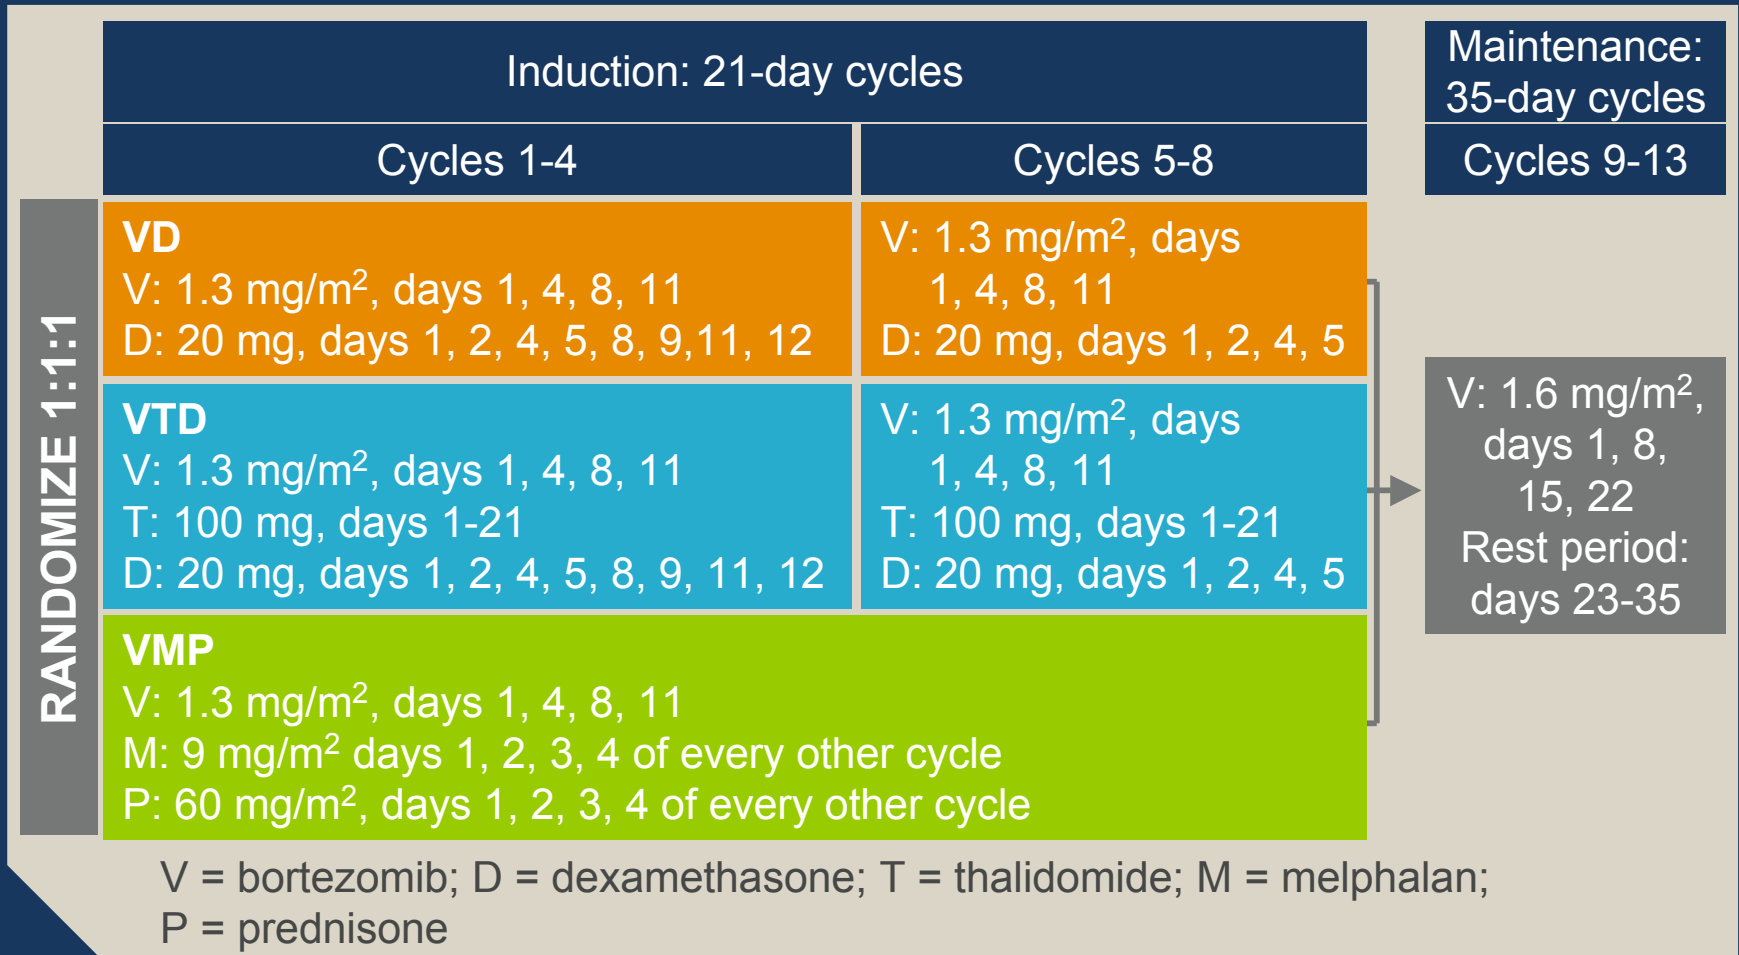 Induction: 21-day cycles
Maintenance:
35-day cycles
Cycles 1-4
Cycles 5-8
Cycles 9-13
RANDOMIZE 1:1:1
VD
V: 1.3 mg/m², days 1, 4, 8, 11
D: 20 mg, days 1, 2, 4, 5, 8, 9,11, 12
V: 1.3 mg/m², days
1, 4, 8, 11
D: 20 mg, days 1, 2, 4, 5
VTD
V: 1.3 mg/m², days 1, 4, 8, 11
T: 100 mg, days 1-21
D: 20 mg, days 1, 2, 4, 5, 8, 9, 11, 12
V: 1.3 mg/m², days
1, 4, 8, 11
T: 100 mg, days 1-21
D: 20 mg, days 1, 2, 4, 5
VMP
V: 1.3 mg/m², days 1, 4, 8, 11
M: 9 mg/m² days 1, 2, 3, 4 of every other cycle
P: 60 mg/m², days 1, 2, 3, 4 of every other cycle
V: 1.6 mg/m²,
days 1, 8,
15, 22
Rest period:
days 23-35
V = bortezomib; D = dexamethasone; T = thalidomide; M = melphalan;
P = prednisone